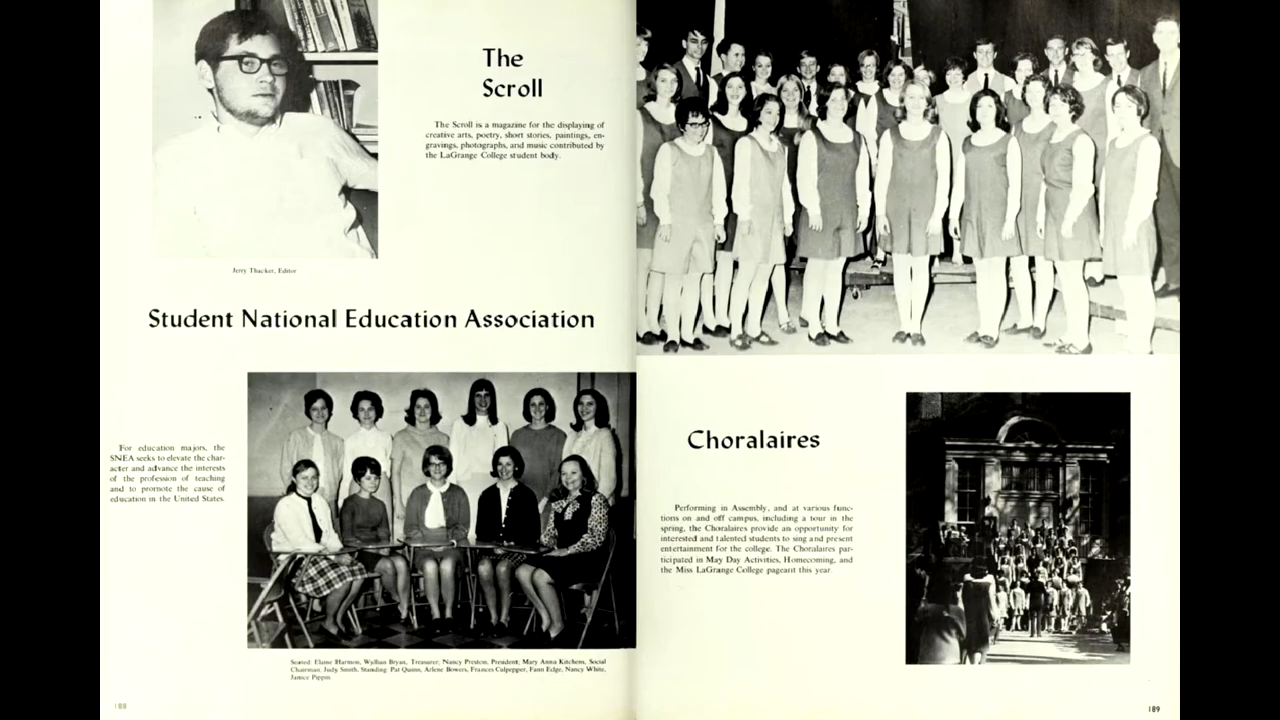 The
Scroll
The Scroll is a magazine for the displaying of
creative arts, poetry, short stories, paintings, en-
gravings, photographs, and music contributed by
the LaGrange College student body.
Jerry Thacker, Editor
Student National Education Association
For education majors, the
SNEA seeks to elevate the char-
acter and advance the interests
of the profession of teaching
and to promote the cause of
education in the United States.
Seated: Elaine Harmon, Wyllian Bryan, Treasurer; Nancy Preston, President; Mary Anna Kitchens, Social
Chairman; Judy Smith, Standing: Pat Quinn, Arlene Bowers, Frances Culpepper, Fann Edge, Nancy White,
Janice Pippin
188
Choralaires
Performing in Assembly, and at various func-
tions on and off campus, including a tour in the
spring, the Choralaires provide an opportunity for
interested and talented students to sing and present
entertainment for the college. The Choralaires par-
ticipated in May Day Activities, Homecoming, and
the Miss LaGrange College pageant this year.
189